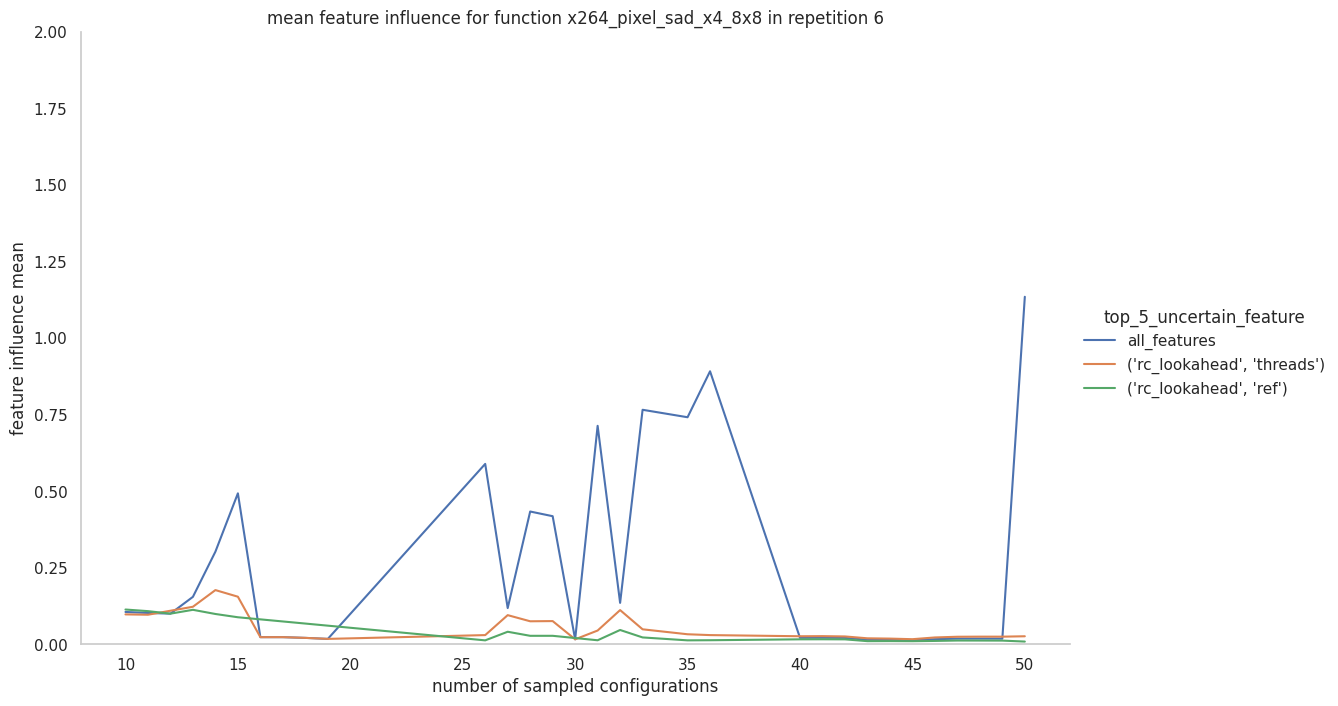 mean feature influence for function x264_pixel_sad_x4_8x8 in repetition 6
2.00
1.75
1.50
1.25
1.00
0.75
0.50
0.25
0.00
feature influence mean
10 15 20 25 30 35 40 45 50
number of sampled configurations
top_5_uncertain_feature
all_features
('rc_lookahead', 'threads')
('rc_lookahead', 'ref')